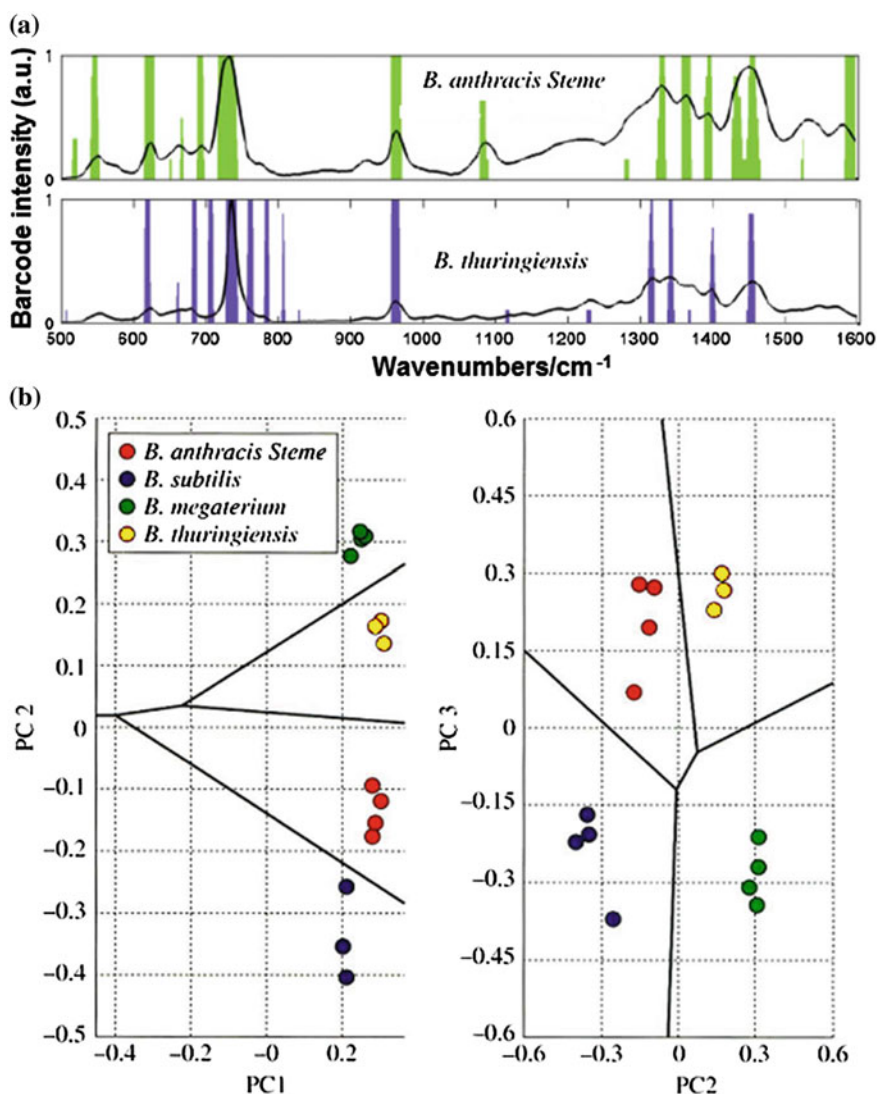 (a)
Barcode intensity (a.u.)
1
B. anthracis Steme
0
1
B. thuringiensis
0
500 600 700 800 900 1000 1100 1200 1300 1400 1500 1600
Wavenumbers/cm⁻¹
(b)
0.5
0.4
0.3
0.2
0.1
0
−0.1
−0.2
−0.3
−0.4
−0.5
PC 2
B. anthracis Steme
B. subtilis
B. megaterium
B. thuringiensis
−0.4 −0.2 −0 0.2
PC1
0.6
0.45
0.3
0.15
0
−0.15
−0.3
−0.45
−0.6
PC 3
−0.6 −0.3 0 0.3 0.6
PC2